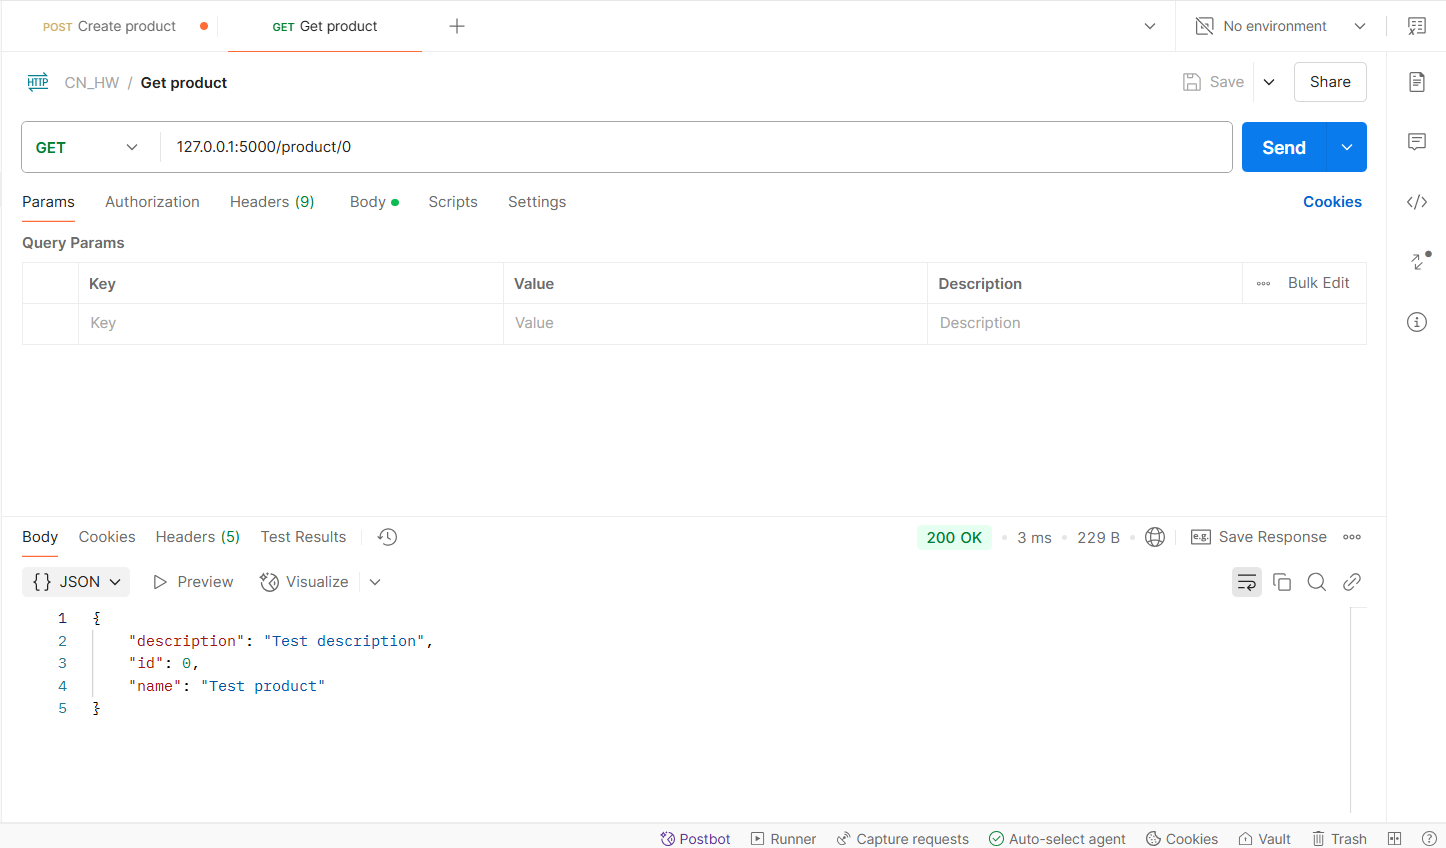 POST Create product
GET Get product
No environment
CN_HW / Get product
Save
Share
GET
127.0.0.1:5000/product/0
Send
Params
Authorization
Headers (9)
Body
Scripts
Settings
Cookies
Query Params
Key
Value
Description
Bulk Edit
Key
Value
Description
Body
Cookies
Headers (5)
Test Results
200 OK
3 ms
229 B
e.g.
Save Response
{} JSON
Preview
Visualize
1 {
2 "description": "Test description",
3 "id": 0,
4 "name": "Test product"
5 }
Postbot
Runner
Capture requests
Auto-select agent
Cookies
Vault
Trash